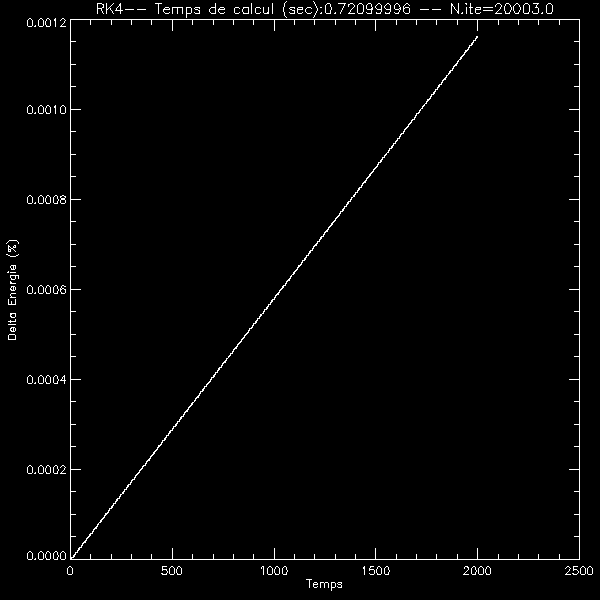 RK4-- Temps de calcul (sec):0.72099996 -- N.ite=20003.0
0.0012
0.0010
0.0008
0.0006
0.0004
0.0002
0.0000
Delta Energie (%)
0 500 1000 1500 2000 2500
Temps